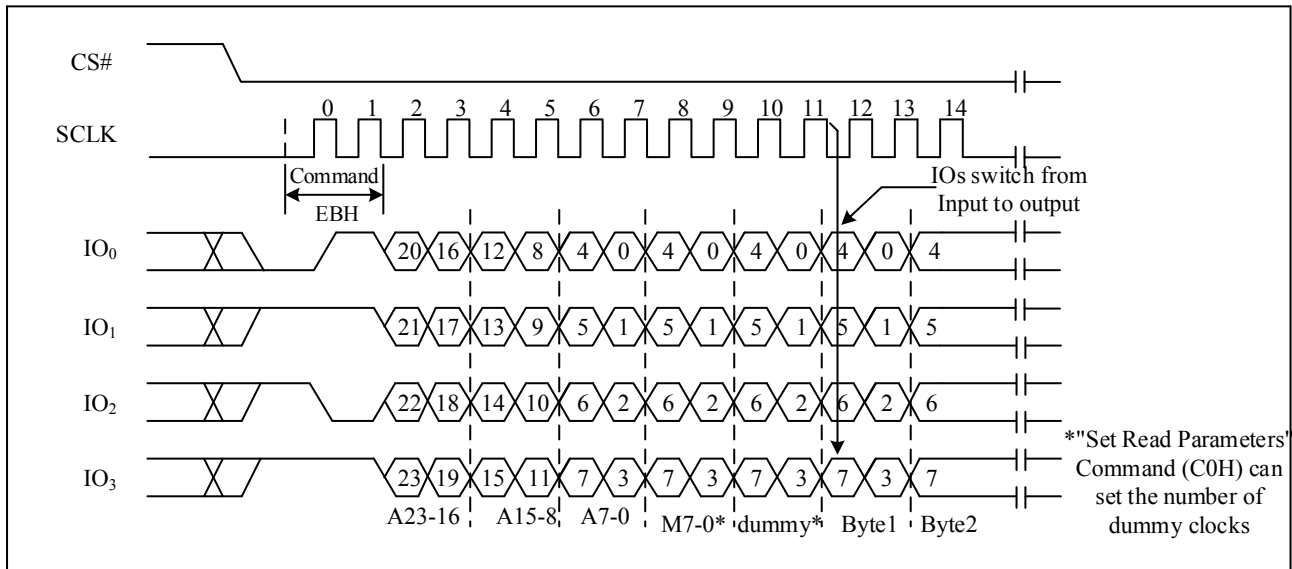 CS#
0 1 2 3 4 5 6 7 8 9 10 11 12 13 14
SCLK
Command
EBH
IOs switch from
Input to output
IO0 20 16 12 8 4 0 4 0 4 0 4 0 4
IO1 21 17 13 9 5 1 5 1 5 1 5 1 5
IO2 22 18 14 10 6 2 6 2 6 2 6 2 6
IO3 23 19 15 11 7 3 7 3 7 3 7 3 7
A23-16 A15-8 A7-0 M7-0* dummy* Byte1 Byte2
*"Set Read Parameters"
Command (C0H) can
set the number of
dummy clocks